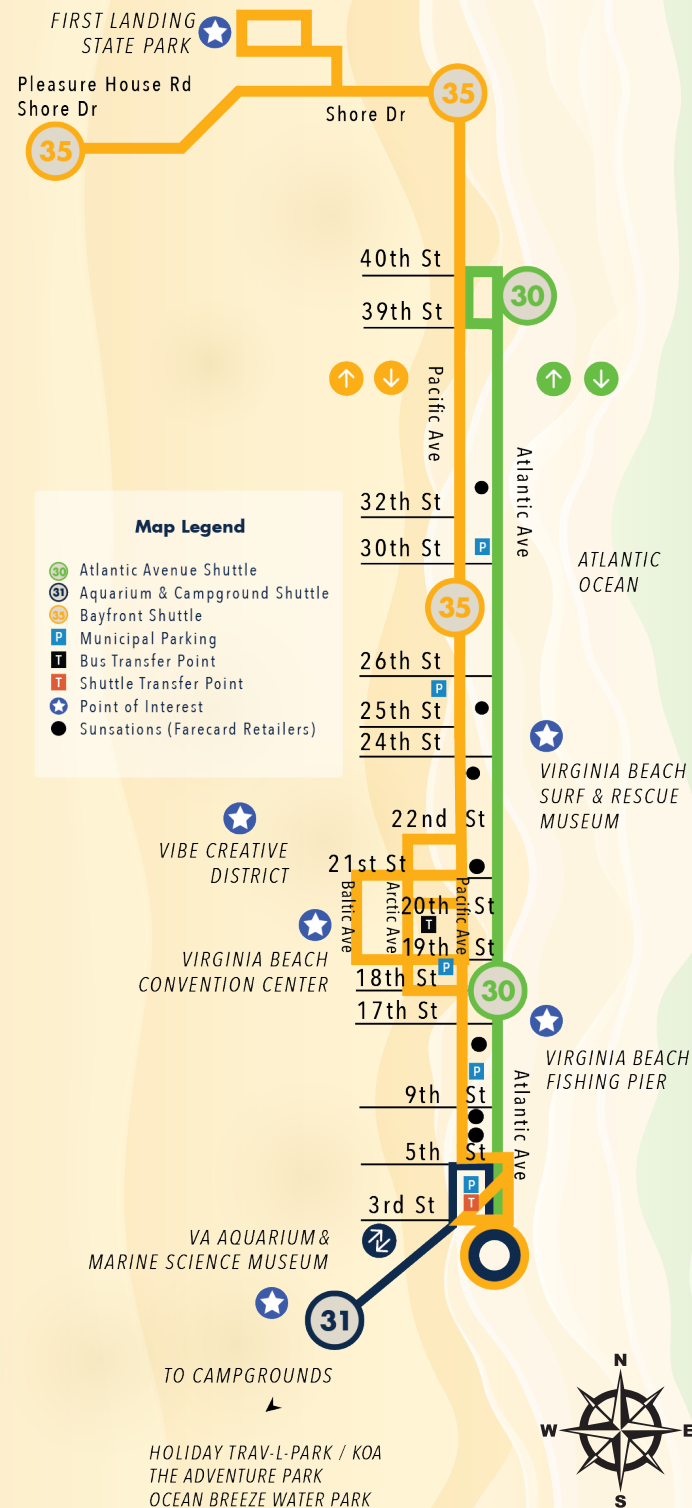 FIRST LANDING
STATE PARK
Pleasure House Rd
Shore Dr
35
Shore Dr
35
40th St
30
39th St
Pacific Ave
Atlantic Ave
32th St
30th St
ATLANTIC
OCEAN
P
Map Legend
30 Atlantic Avenue Shuttle
31 Aquarium & Campground Shuttle
35 Bayfront Shuttle
P Municipal Parking
T Bus Transfer Point
T Shuttle Transfer Point
Point of Interest
Sunsations (Farecard Retailers)
35
26th St
P
25th St
24th St
VIRGINIA BEACH
SURF & RESCUE
MUSEUM
22nd St
VIBE CREATIVE
DISTRICT
21st St
Baltic Ave
Arctic Ave
Pacific Ave
20th St
T
19th St
VIRGINIA BEACH
CONVENTION CENTER
P
18th St
30
17th St
VIRGINIA BEACH
FISHING PIER
P
9th St
Atlantic Ave
5th St
P
T
3rd St
VA AQUARIUM &
MARINE SCIENCE MUSEUM
31
TO CAMPGROUNDS
HOLIDAY TRAV-L-PARK / KOA
THE ADVENTURE PARK
OCEAN BREEZE WATER PARK
N
W E
S